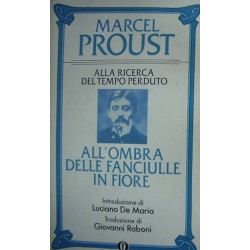 MARCEL
PROUST
ALLA RICERCA
DEL TEMPO PERDUTO
ALL'OMBRA
DELLE FANCIULLE
IN FIORE
Introduzione di
Luciano De Maria
Traduzione di
Giovanni Raboni